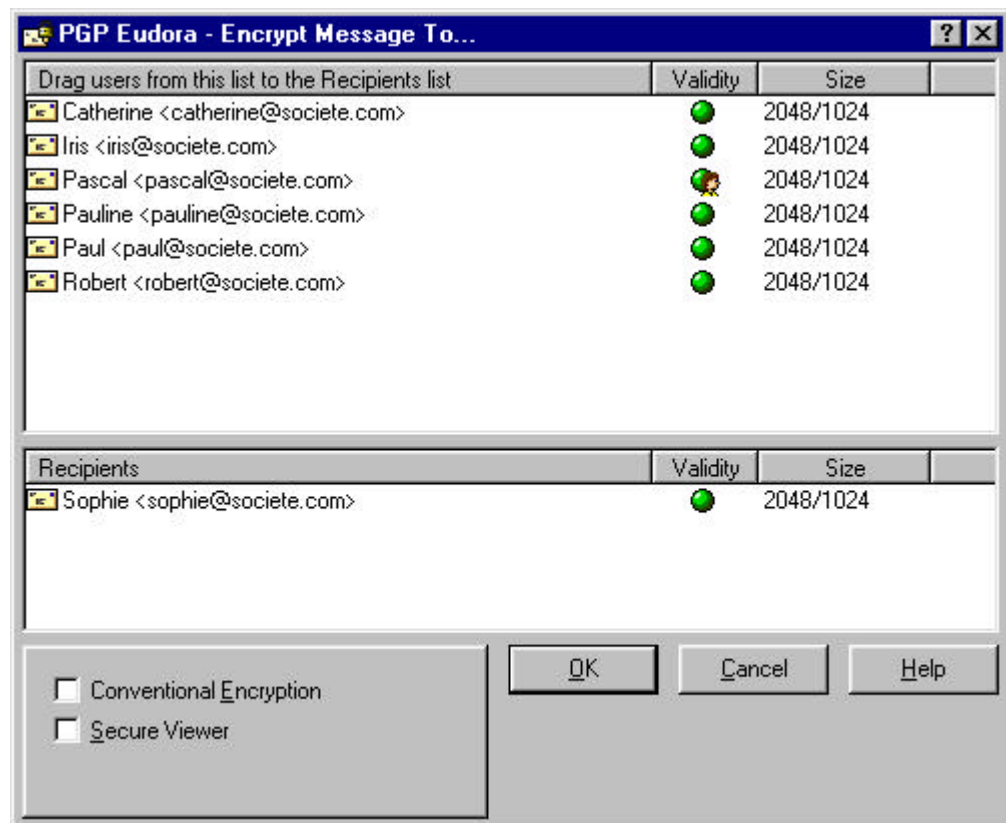 PGP Eudora - Encrypt Message To...
Drag users from this list to the Recipients list Validity Size
Catherine <catherine@societe.com> 2048/1024
Iris <iris@societe.com> 2048/1024
Pascal <pascal@societe.com> 2048/1024
Pauline <pauline@societe.com> 2048/1024
Paul <paul@societe.com> 2048/1024
Robert <robert@societe.com> 2048/1024
Recipients Validity Size
Sophie <sophie@societe.com> 2048/1024
OK Cancel Help
Conventional Encryption
Secure Viewer